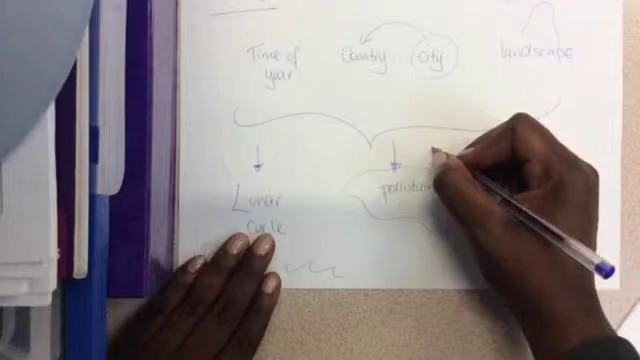 Time of
year
Country
City
landscape
Lunar
cycle
pollution